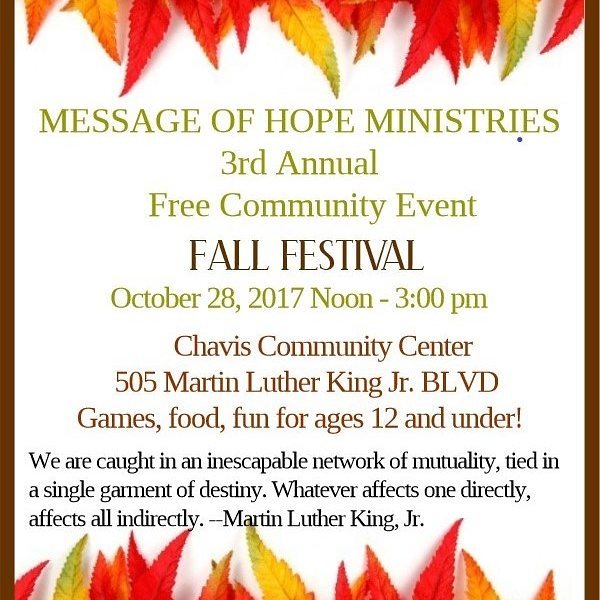 MESSAGE OF HOPE MINISTRIES
3rd Annual
Free Community Event
FALL FESTIVAL
October 28, 2017 Noon - 3:00 pm
Chavis Community Center
505 Martin Luther King Jr. BLVD
Games, food, fun for ages 12 and under!
We are caught in an inescapable network of mutuality, tied in
a single garment of destiny. Whatever affects one directly,
affects all indirectly. --Martin Luther King, Jr.